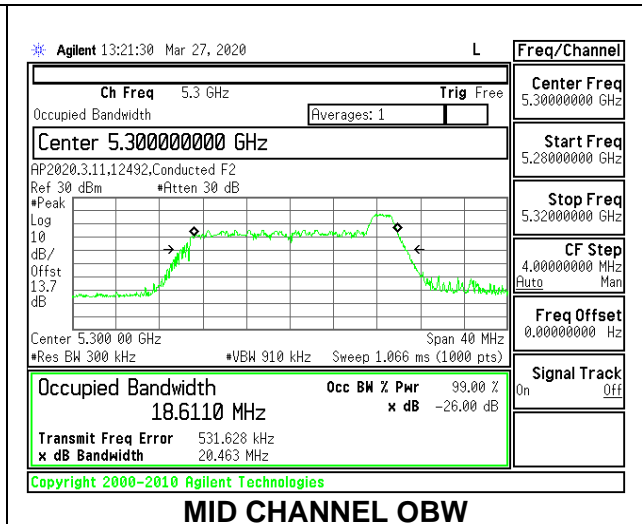 Agilent 13:21:30 Mar 27, 2020 L
Ch Freq 5.3 GHz Trig Free
Occupied Bandwidth Averages: 1
Center 5.300000000 GHz
AP2020.3.11,12492,Conducted F2
Ref 30 dBm #Atten 30 dB
#Peak
Log
10
dB/
Offst
13.7
dB
Center 5.300 00 GHz Span 40 MHz
#Res BW 300 kHz #VBW 910 kHz Sweep 1.066 ms (1000 pts)
Occupied Bandwidth Occ BW % Pwr 99.00 %
18.6110 MHz x dB -26.00 dB
Transmit Freq Error 531.628 kHz
x dB Bandwidth 20.463 MHz
Copyright 2000-2010 Agilent Technologies
Freq/Channel
Center Freq
5.30000000 GHz
Start Freq
5.28000000 GHz
Stop Freq
5.32000000 GHz
CF Step
4.00000000 MHz
Auto Man
Freq Offset
0.00000000 Hz
Signal Track
On Off
MID CHANNEL OBW